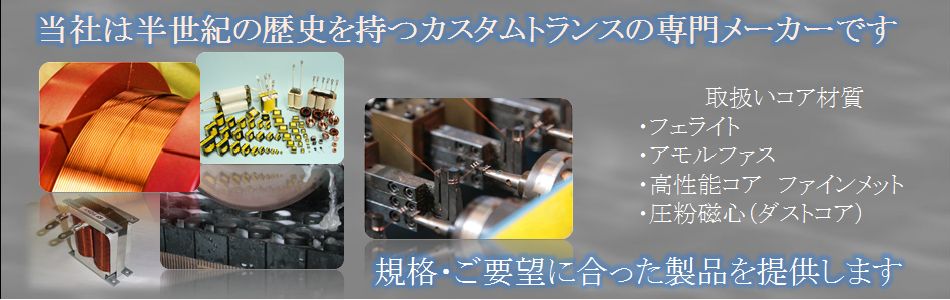 当社は半世紀の歴史を持つカスタムトランスの専門メーカーです
取扱いコア材質
・フェライト
・アモルファス
・高性能コア　ファインメット
・圧粉磁心（ダストコア）
規格・ご要望に合った製品を提供します